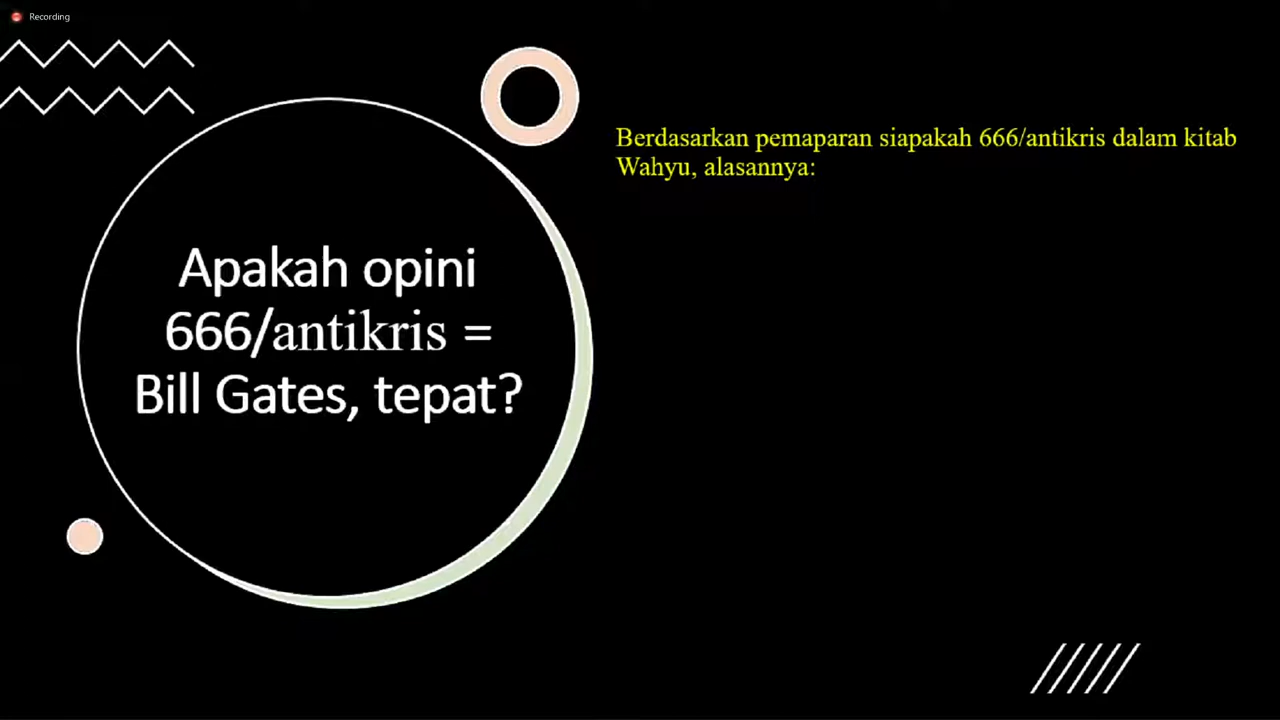 Recording
Apakah opini
666/antikris =
Bill Gates, tepat?
Berdasarkan pemaparan siapakah 666/antikris dalam kitab
Wahyu, alasannya: